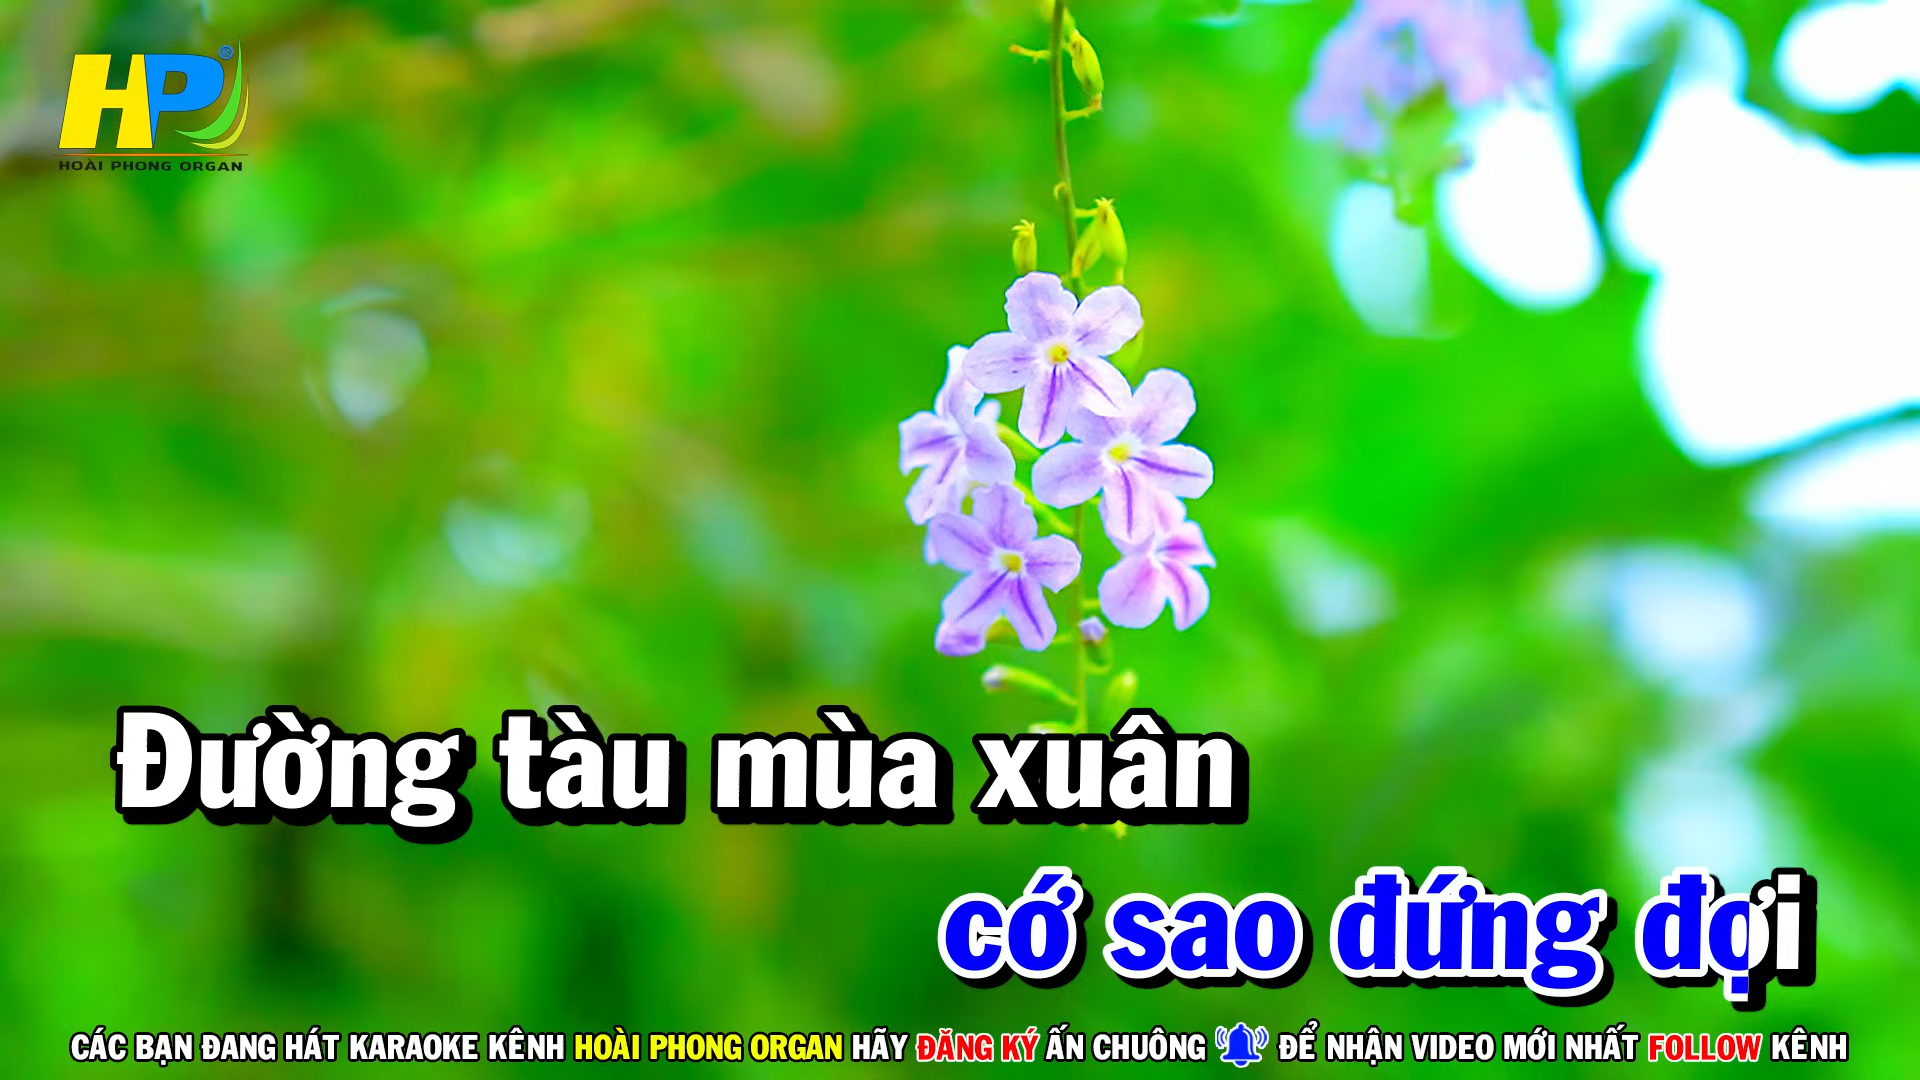 HP®
HOÀI PHONG ORGAN
Đường tàu mùa xuân
cớ sao đứng đợi
CÁC BẠN ĐANG HÁT KARAOKE KÊNH HOÀI PHONG ORGAN HÃY ĐĂNG KÝ ẤN CHUÔNG ĐỂ NHẬN VIDEO MỚI NHẤT FOLLOW KÊNH